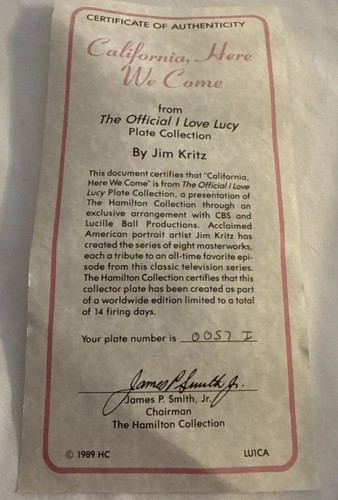 CERTIFICATE OF AUTHENTICITY
California, Here
We Come
from
The Official I Love Lucy
Plate Collection
By Jim Kritz
This document certifies that "California,
Here We Come" is from The Official I Love
Lucy Plate Collection, a presentation of
The Hamilton Collection through an
exclusive arrangement with CBS and
Lucille Ball Productions. Acclaimed
American portrait artist Jim Kritz has
created the series of eight masterworks,
each a tribute to an all-time favorite epi-
sode from this classic television series.
The Hamilton Collection certifies that this
collector plate has been created as part
of a worldwide edition limited to a total
of 14 firing days.
Your plate number is 0057 I
James P. Smith Jr.
James P. Smith, Jr.
Chairman
The Hamilton Collection
© 1989 HC LU1CA